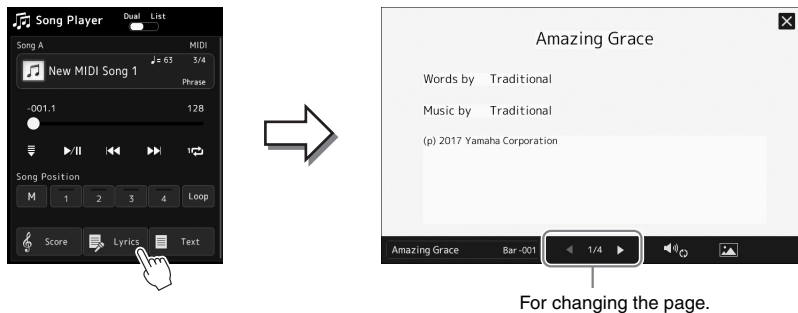 Song Player
Dual List
Song A MIDI
New MIDI Song 1
♩= 63 3/4
Phrase
-001.1 128
1
Song Position
M 1 2 3 4 Loop
Score Lyrics Text
Amazing Grace
Words by Traditional
Music by Traditional
(p) 2017 Yamaha Corporation
Amazing Grace Bar -001 1/4
For changing the page.